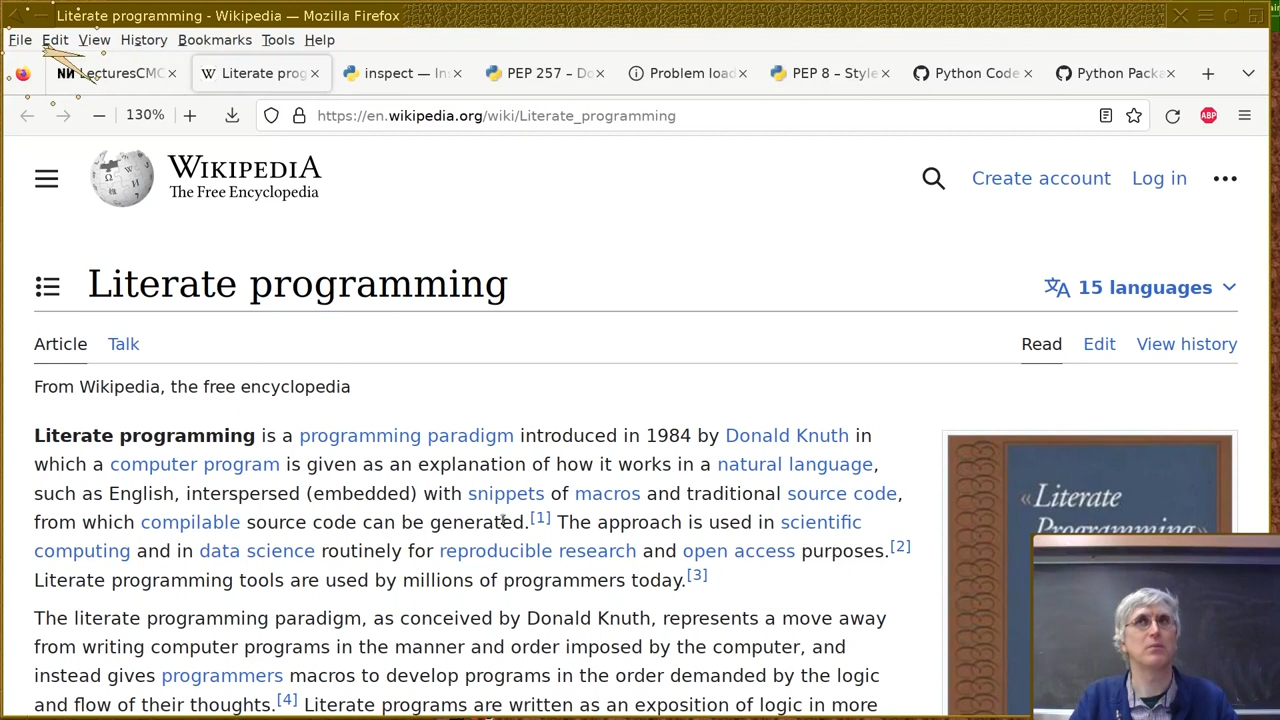 Literate programming - Wikipedia — Mozilla Firefox
File Edit View History Bookmarks Tools Help
LecturesCMC
Literate prog
inspect — In
PEP 257 – Do
Problem load
PEP 8 – Style
Python Code
Python Packa
130%
https://en.wikipedia.org/wiki/Literate_programming
ABP
WIKIPEDIA
The Free Encyclopedia
Create account Log in
Literate programming
15 languages
Article Talk
Read Edit View history
From Wikipedia, the free encyclopedia
Literate programming is a programming paradigm introduced in 1984 by Donald Knuth in
which a computer program is given as an explanation of how it works in a natural language,
such as English, interspersed (embedded) with snippets of macros and traditional source code,
from which compilable source code can be generated.[1] The approach is used in scientific
computing and in data science routinely for reproducible research and open access purposes.[2]
Literate programming tools are used by millions of programmers today.[3]
The literate programming paradigm, as conceived by Donald Knuth, represents a move away
from writing computer programs in the manner and order imposed by the computer, and
instead gives programmers macros to develop programs in the order demanded by the logic
and flow of their thoughts.[4] Literate programs are written as an exposition of logic in more
«Literate
Programming»